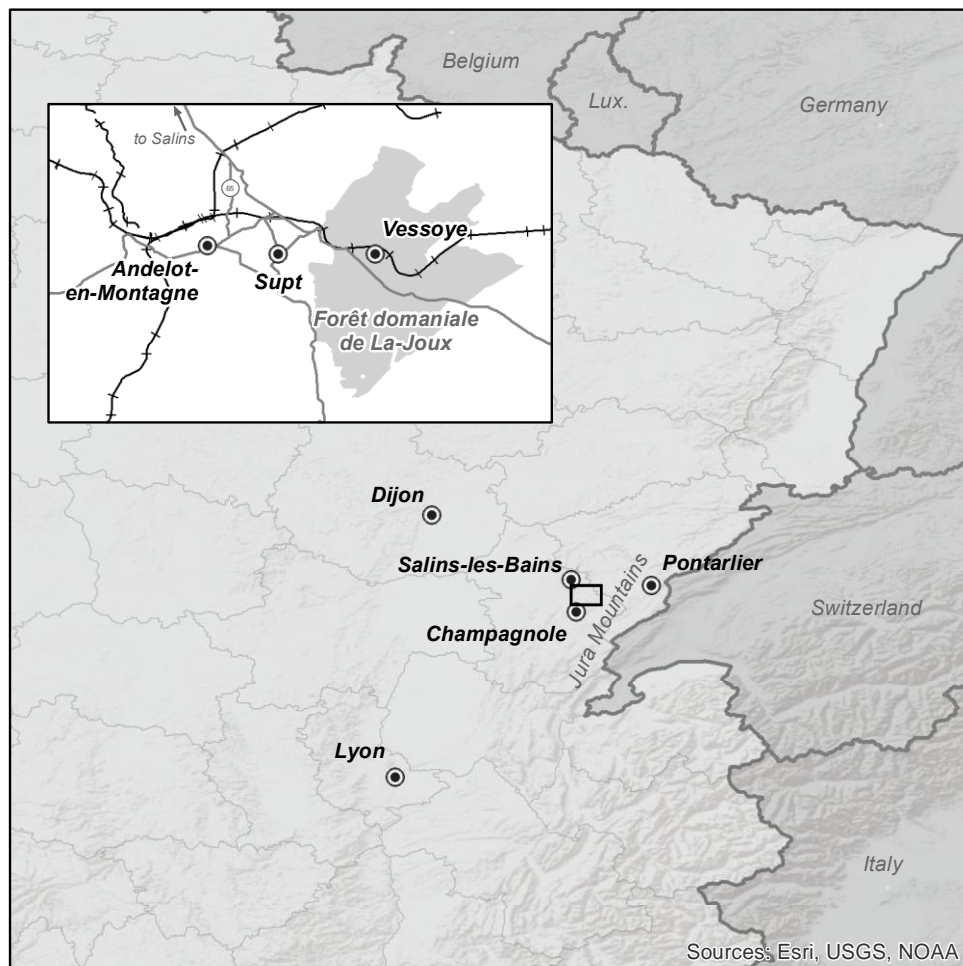 Belgium
Lux.
Germany
to Salins
65
Vessoye
Andelot-
en-Montagne
Supt
Forêt domaniale
de La-Joux
Dijon
Salins-les-Bains
Pontarlier
Champagnole
Jura Mountains
Switzerland
Lyon
Italy
Sources: Esri, USGS, NOAA